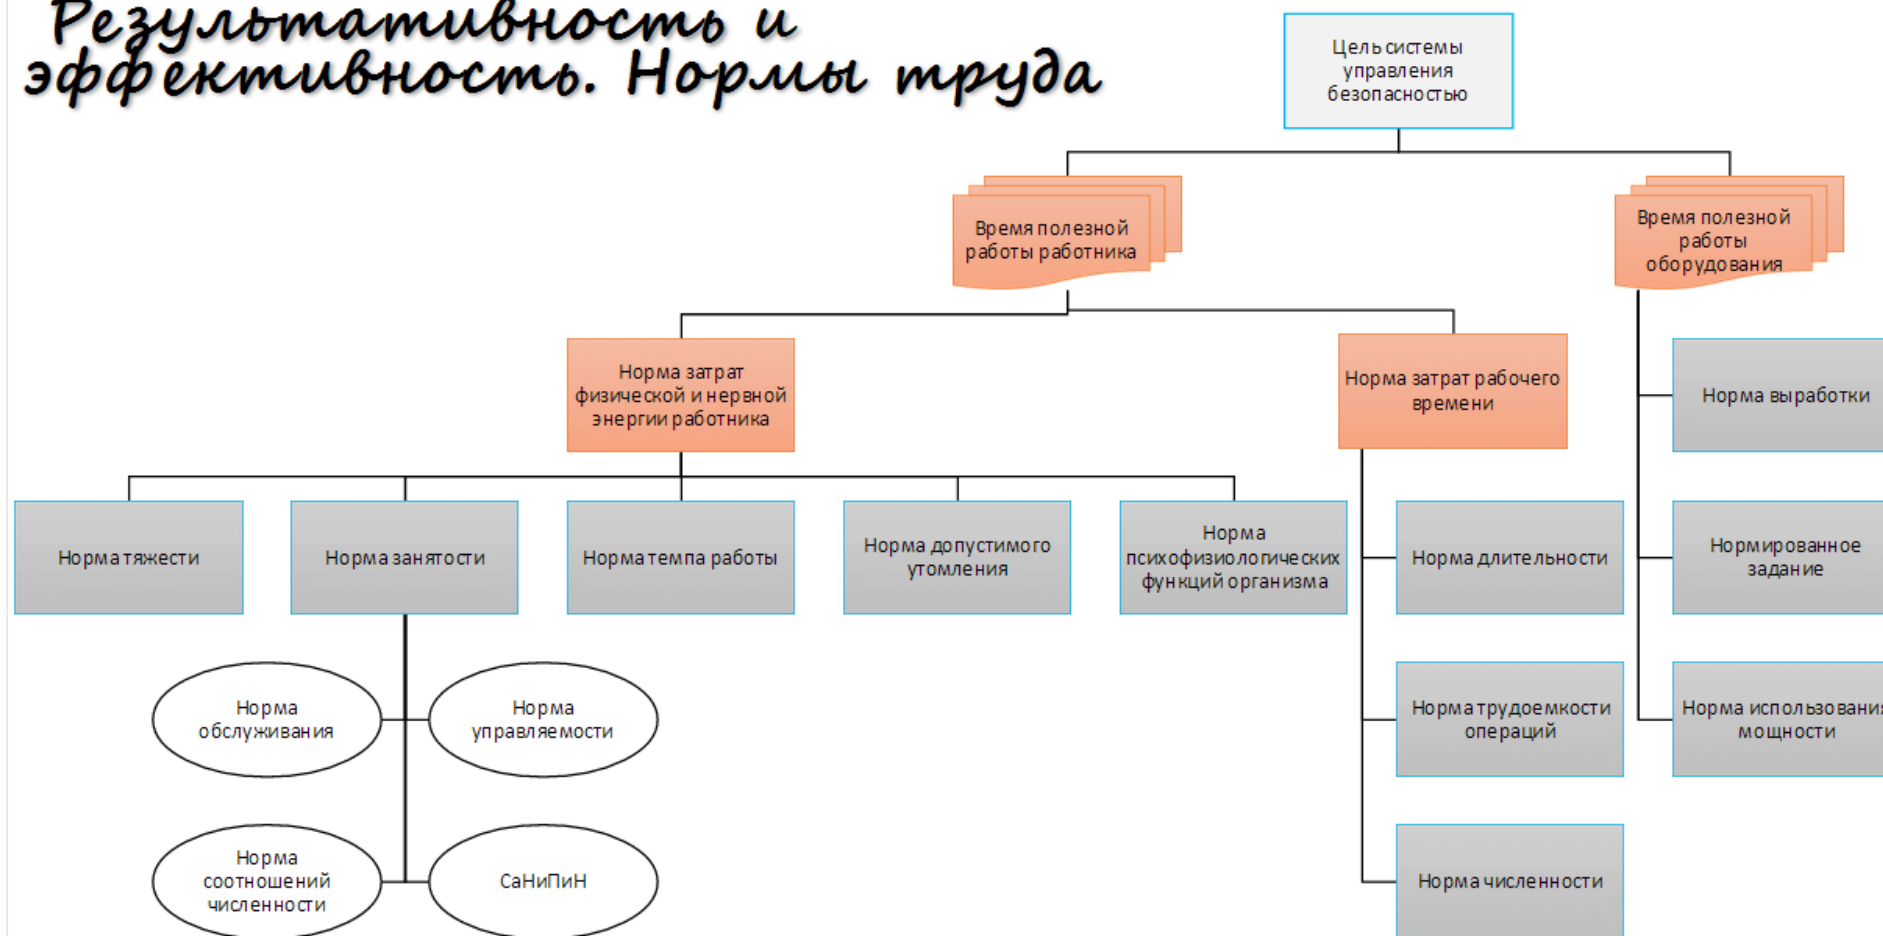 Результативность и
эффективность. Нормы труда
Цель системы
управления
безопасностью
Время полезной
работы работника
Время полезной
работы
оборудования
Норма затрат
физической и нервной
энергии работника
Норма затрат рабочего
времени
Норма выработки
Норма тяжести
Норма занятости
Норма темпа работы
Норма допустимого
утомления
Норма
психофизиологических
функций организма
Норма длительности
Нормированное
задание
Норма
обслуживания
Норма
управляемости
Норма трудоемкости
операций
Норма использования
мощности
Норма
соотношений
численности
СаНиПиН
Норма численности